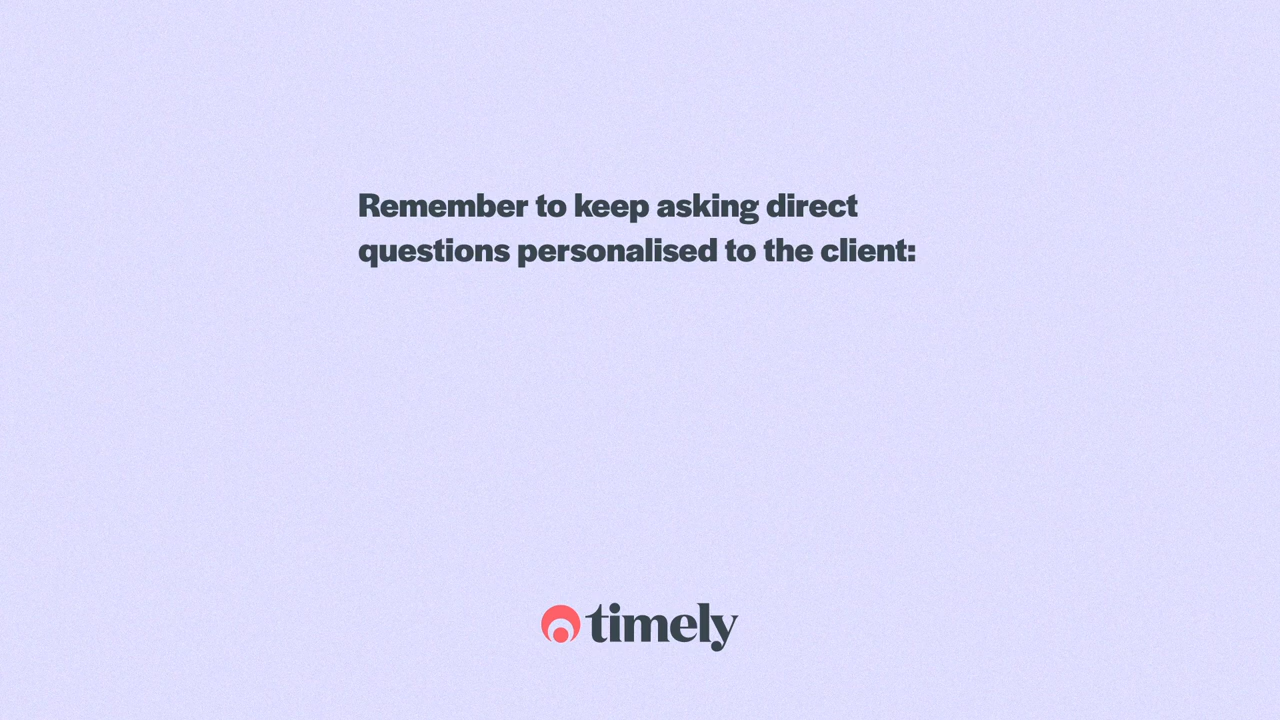 Remember to keep asking direct
questions personalised to the client:
timely